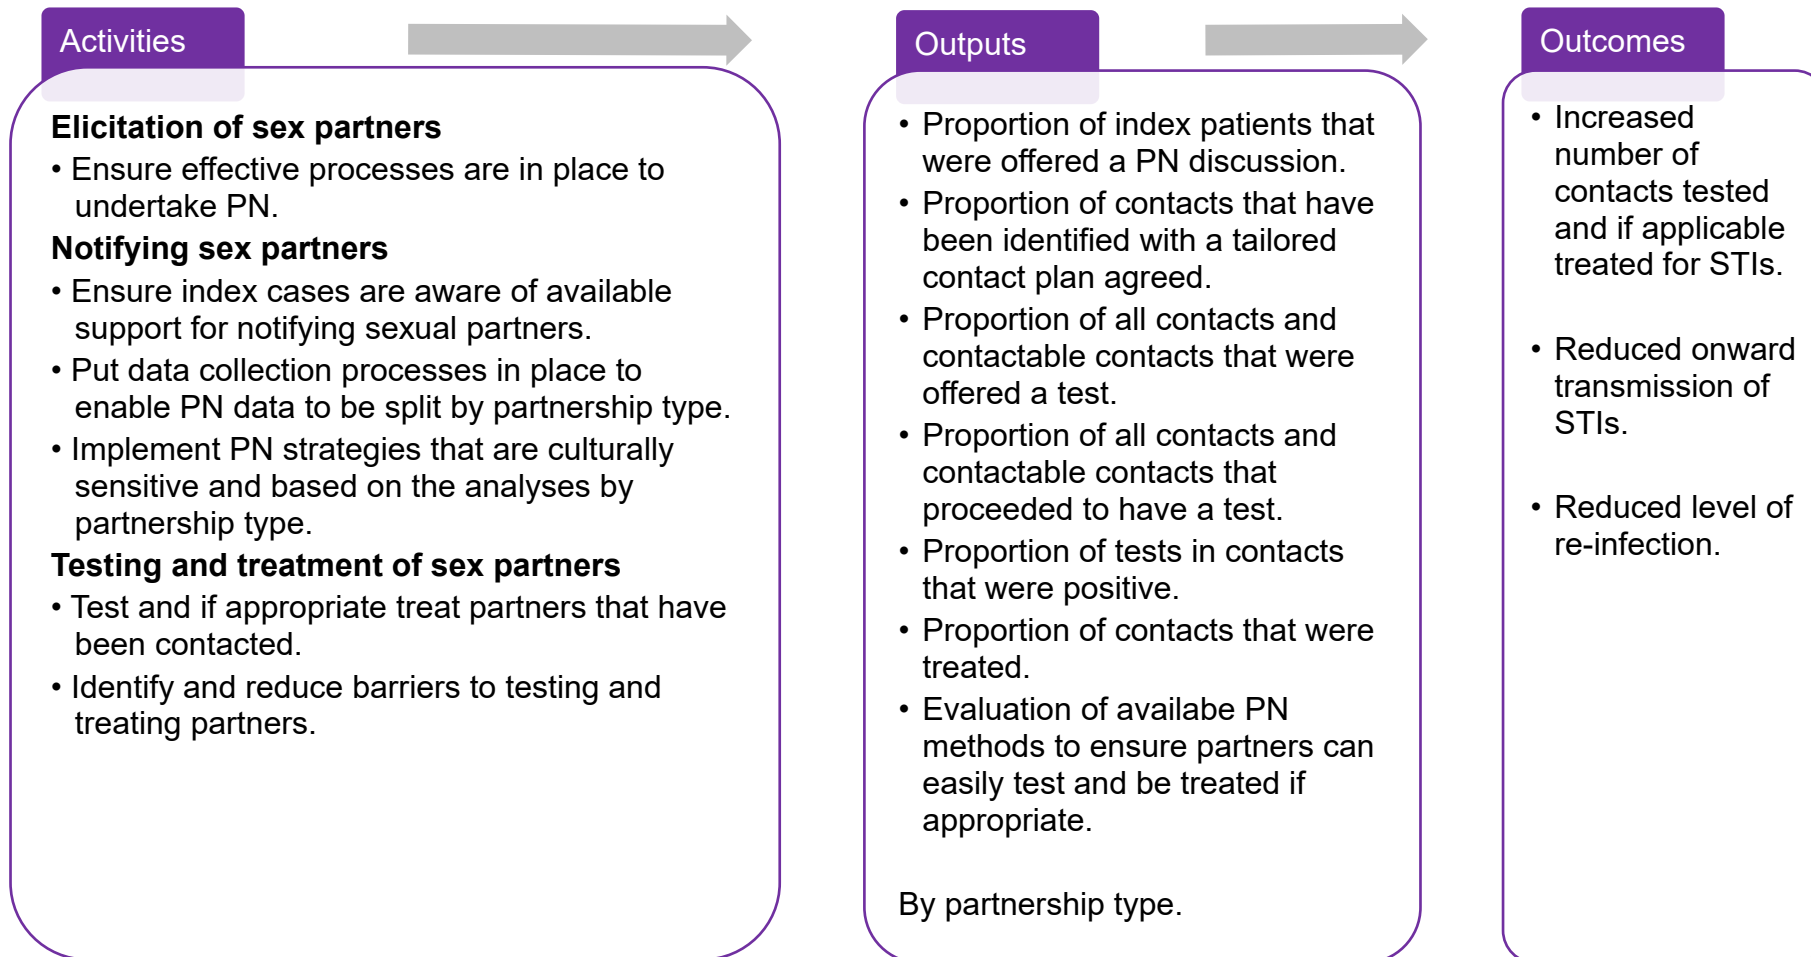 Activities
Elicitation of sex partners
• Ensure effective processes are in place to
undertake PN.
Notifying sex partners
• Ensure index cases are aware of available
support for notifying sexual partners.
• Put data collection processes in place to
enable PN data to be split by partnership type.
• Implement PN strategies that are culturally
sensitive and based on the analyses by
partnership type.
Testing and treatment of sex partners
• Test and if appropriate treat partners that have
been contacted.
• Identify and reduce barriers to testing and
treating partners.
Outputs
• Proportion of index patients that
were offered a PN discussion.
• Proportion of contacts that have
been identified with a tailored
contact plan agreed.
• Proportion of all contacts and
contactable contacts that were
offered a test.
• Proportion of all contacts and
contactable contacts that
proceeded to have a test.
• Proportion of tests in contacts
that were positive.
• Proportion of contacts that were
treated.
• Evaluation of availabe PN
methods to ensure partners can
easily test and be treated if
appropriate.
By partnership type.
Outcomes
• Increased
number of
contacts tested
and if applicable
treated for STIs.
• Reduced onward
transmission of
STIs.
• Reduced level of
re-infection.